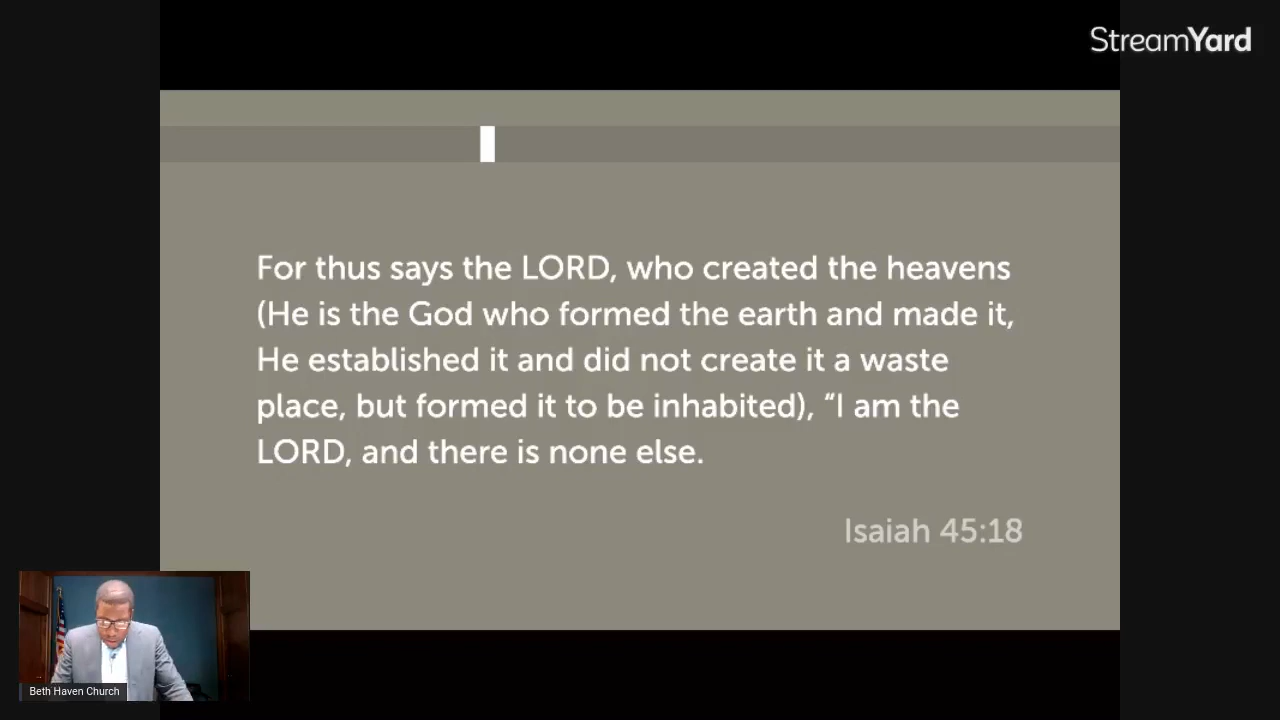 StreamYard
For thus says the LORD, who created the heavens
(He is the God who formed the earth and made it,
He established it and did not create it a waste
place, but formed it to be inhabited), “I am the
LORD, and there is none else.
Isaiah 45:18
Beth Haven Church